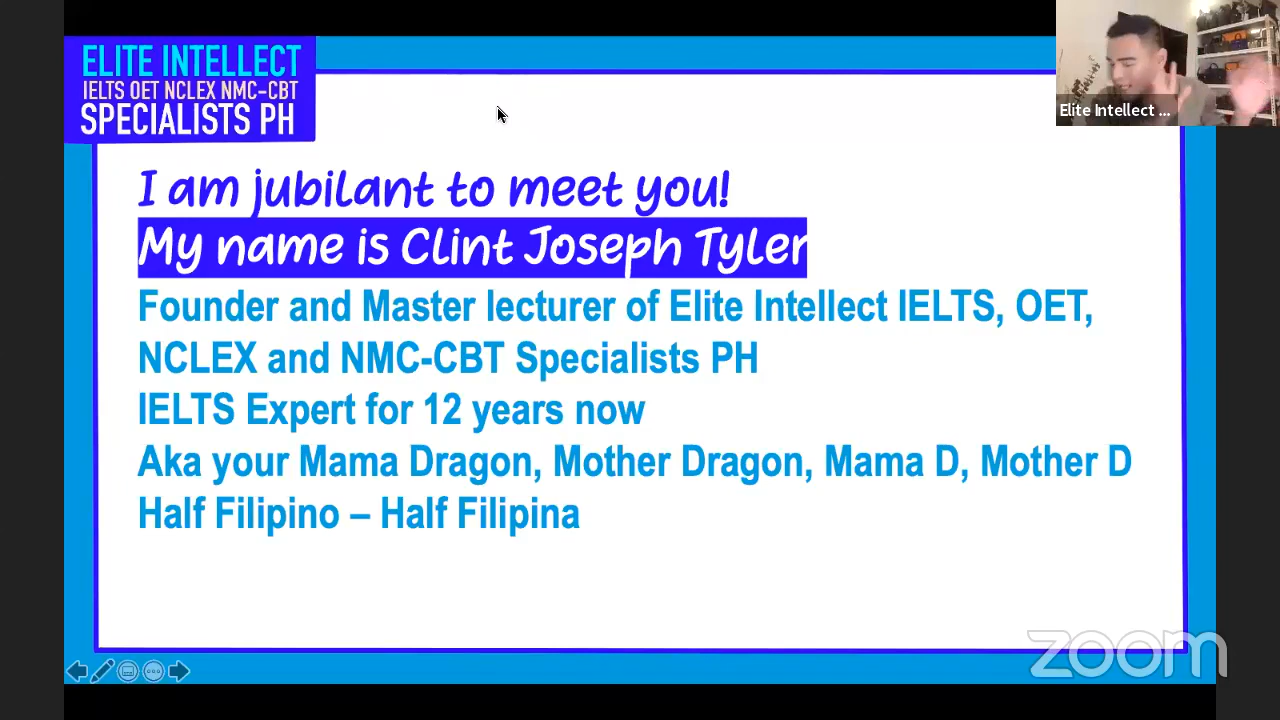 ELITE INTELLECT
IELTS OET NCLEX NMC-CBT
SPECIALISTS PH
Elite Intellect ...
I am jubilant to meet you!
My name is Clint Joseph Tyler
Founder and Master lecturer of Elite Intellect IELTS, OET,
NCLEX and NMC-CBT Specialists PH
IELTS Expert for 12 years now
Aka your Mama Dragon, Mother Dragon, Mama D, Mother D
Half Filipino – Half Filipina
zoom